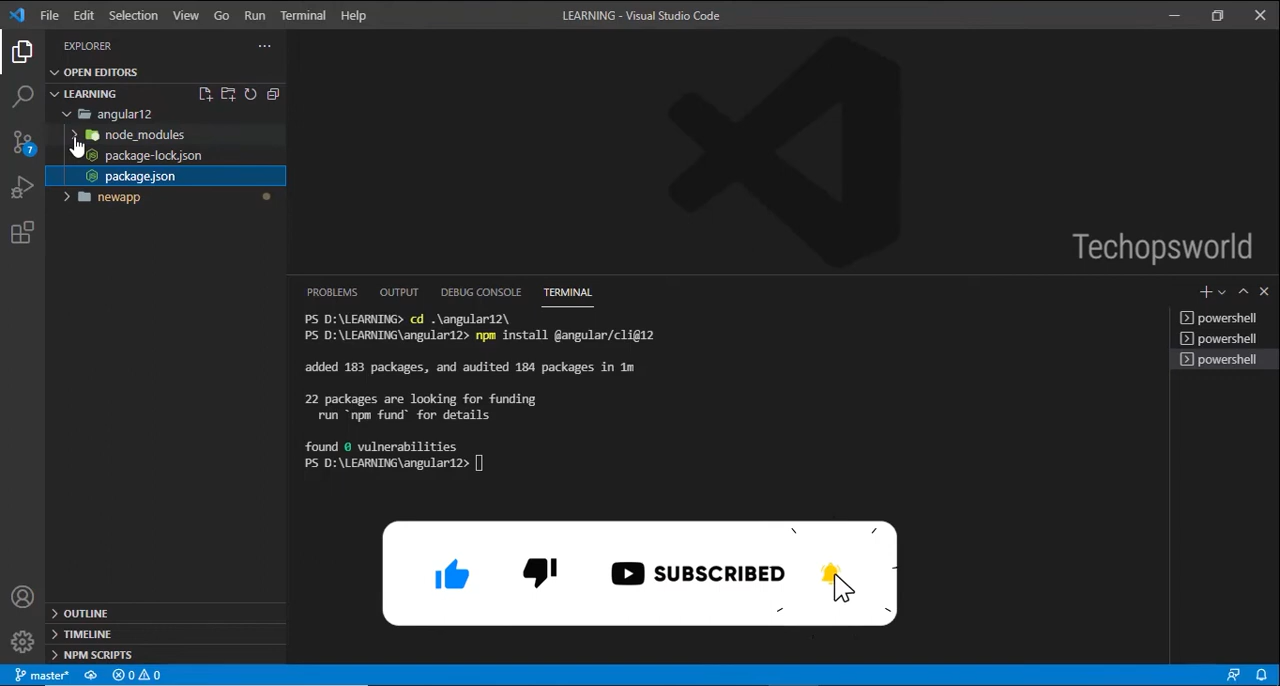 File Edit Selection View Go Run Terminal Help
LEARNING - Visual Studio Code
EXPLORER
OPEN EDITORS
LEARNING
angular12
node_modules
package-lock.json
package.json
newapp
7
Techopsworld
PROBLEMS OUTPUT DEBUG CONSOLE TERMINAL
PS D:\LEARNING> cd .\angular12\
PS D:\LEARNING\angular12> npm install @angular/cli@12
added 183 packages, and audited 184 packages in 1m
22 packages are looking for funding
run `npm fund` for details
found 0 vulnerabilities
PS D:\LEARNING\angular12>
powershell
powershell
powershell
SUBSCRIBED
OUTLINE
TIMELINE
NPM SCRIPTS
master* 0 0